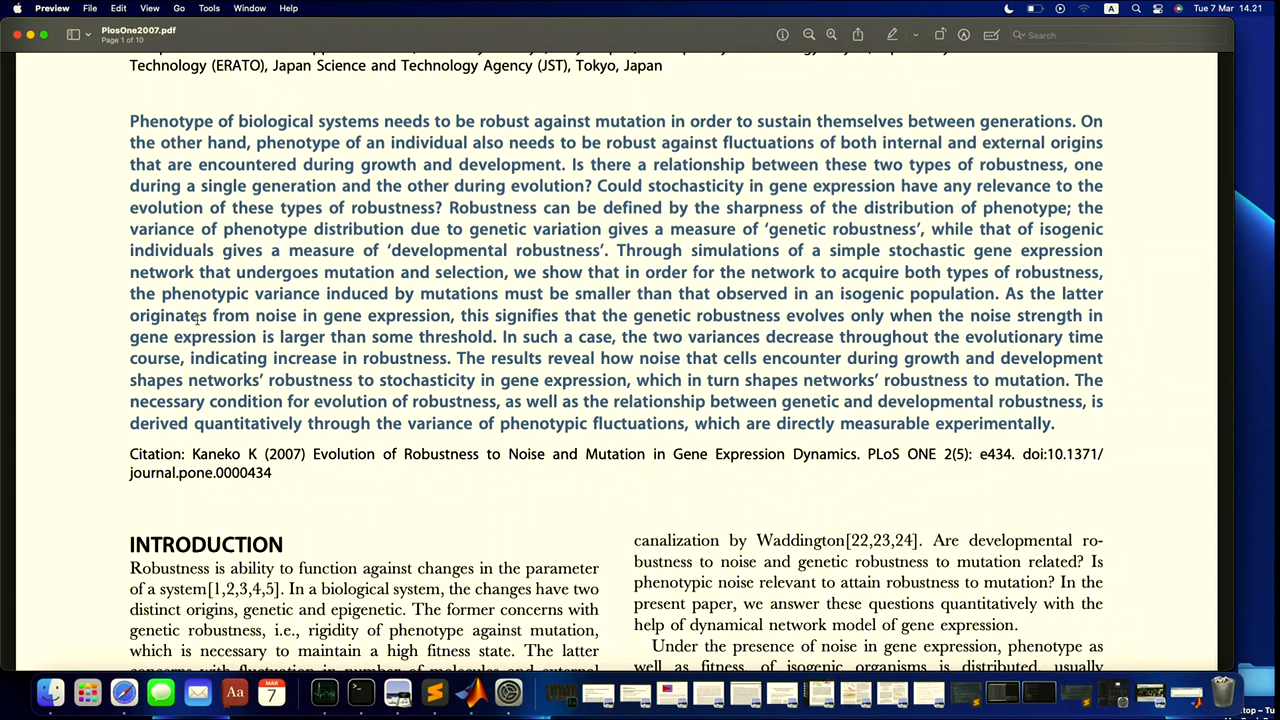 Preview File Edit View Go Tools Window Help
A Tue 7 Mar 14.21
PlosOne2007.pdf
Page 1 of 10
Search
Technology (ERATO), Japan Science and Technology Agency (JST), Tokyo, Japan
Phenotype of biological systems needs to be robust against mutation in order to sustain themselves between generations. On
the other hand, phenotype of an individual also needs to be robust against fluctuations of both internal and external origins
that are encountered during growth and development. Is there a relationship between these two types of robustness, one
during a single generation and the other during evolution? Could stochasticity in gene expression have any relevance to the
evolution of these types of robustness? Robustness can be defined by the sharpness of the distribution of phenotype; the
variance of phenotype distribution due to genetic variation gives a measure of ‘genetic robustness’, while that of isogenic
individuals gives a measure of ‘developmental robustness’. Through simulations of a simple stochastic gene expression
network that undergoes mutation and selection, we show that in order for the network to acquire both types of robustness,
the phenotypic variance induced by mutations must be smaller than that observed in an isogenic population. As the latter
originates from noise in gene expression, this signifies that the genetic robustness evolves only when the noise strength in
gene expression is larger than some threshold. In such a case, the two variances decrease throughout the evolutionary time
course, indicating increase in robustness. The results reveal how noise that cells encounter during growth and development
shapes networks’ robustness to stochasticity in gene expression, which in turn shapes networks’ robustness to mutation. The
necessary condition for evolution of robustness, as well as the relationship between genetic and developmental robustness, is
derived quantitatively through the variance of phenotypic fluctuations, which are directly measurable experimentally.
Citation: Kaneko K (2007) Evolution of Robustness to Noise and Mutation in Gene Expression Dynamics. PLoS ONE 2(5): e434. doi:10.1371/
journal.pone.0000434
INTRODUCTION
Robustness is ability to function against changes in the parameter
of a system[1,2,3,4,5]. In a biological system, the changes have two
distinct origins, genetic and epigenetic. The former concerns with
genetic robustness, i.e., rigidity of phenotype against mutation,
which is necessary to maintain a high fitness state. The latter
concerns with fluctuation in number of molecules and external
canalization by Waddington[22,23,24]. Are developmental ro-
bustness to noise and genetic robustness to mutation related? Is
phenotypic noise relevant to attain robustness to mutation? In the
present paper, we answer these questions quantitatively with the
help of dynamical network model of gene expression.
Under the presence of noise in gene expression, phenotype as
well as fitness, of isogenic organisms is distributed, usually
Aa
MAR
7